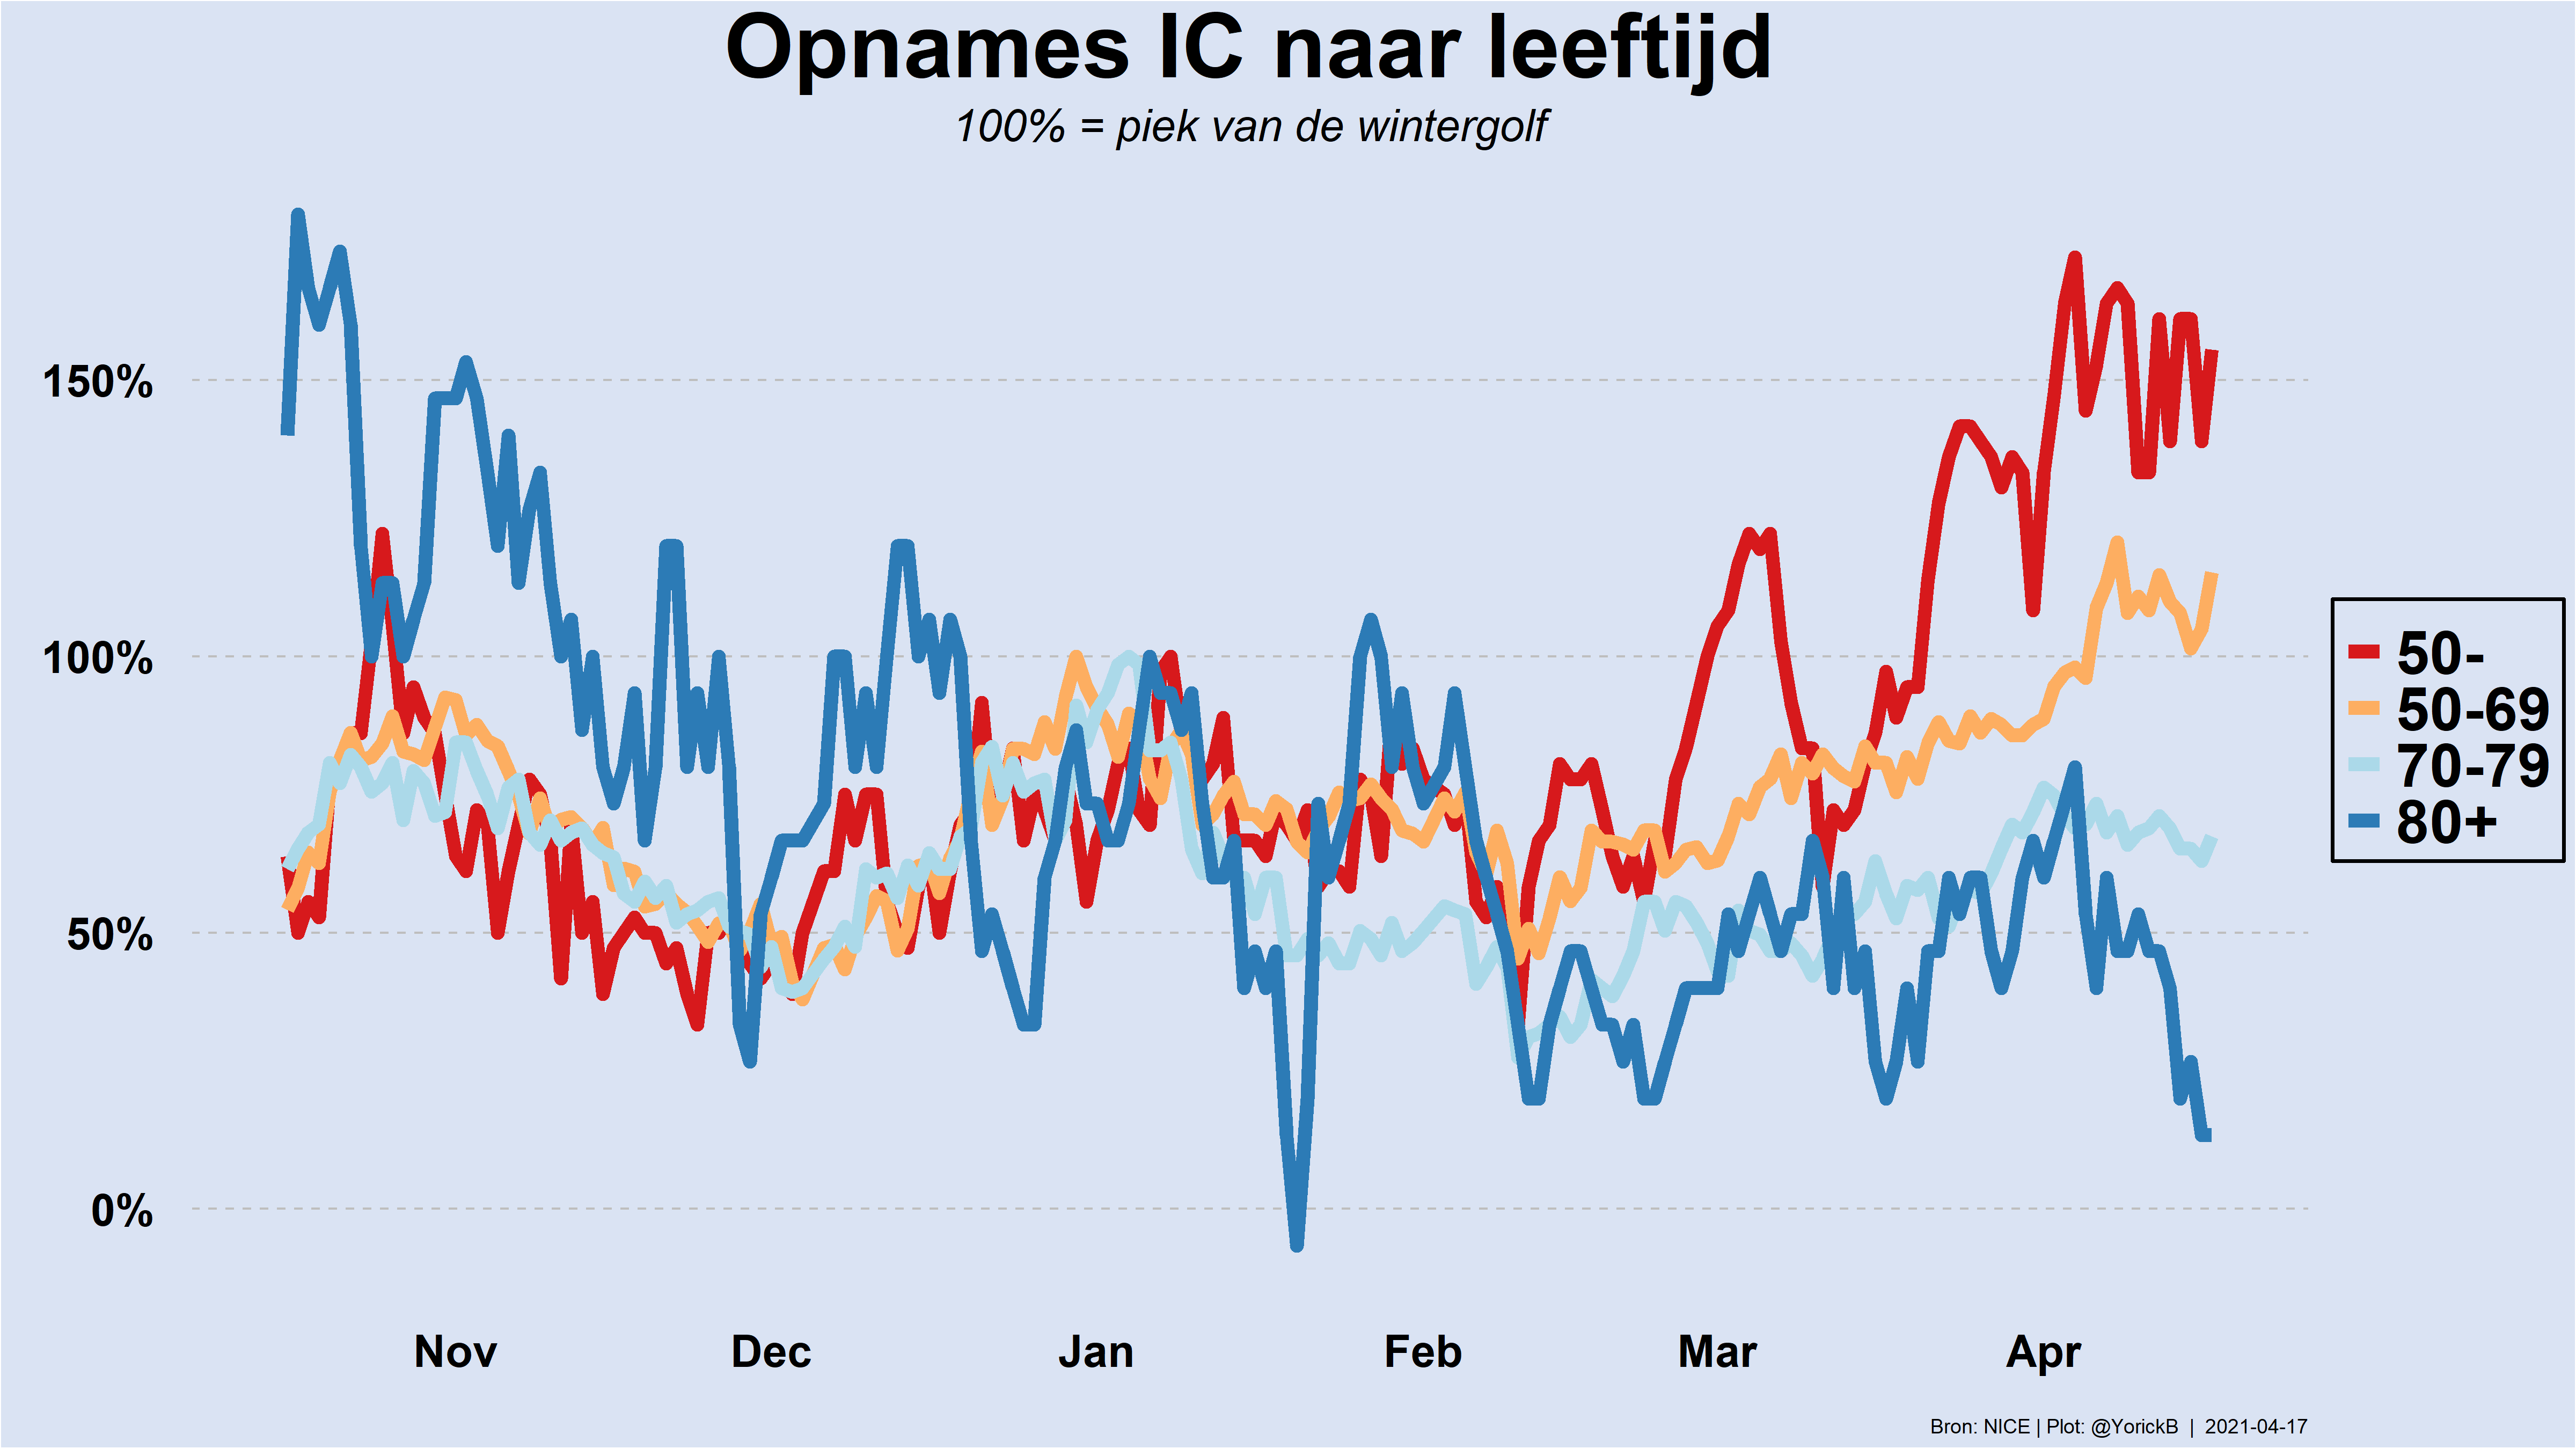 Opnames IC naar leeftijd
100% = piek van de wintergolf
150%
100%
50%
0%
50-
50-69
70-79
80+
Nov Dec Jan Feb Mar Apr
Bron: NICE | Plot: @YorickB | 2021-04-17